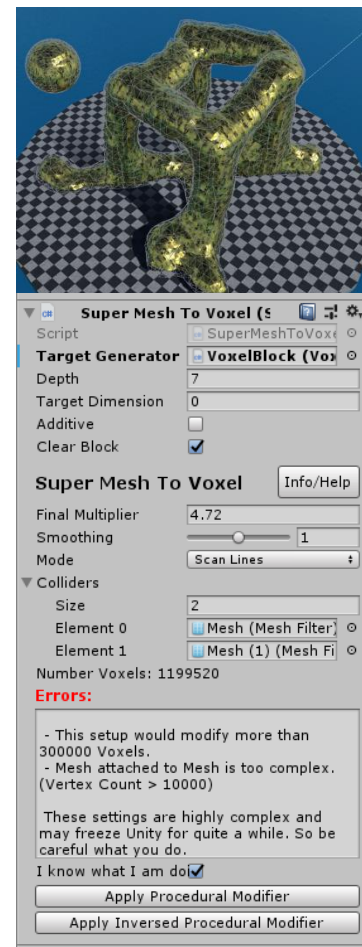 Super Mesh To Voxel (S
Script SuperMeshToVoxe
Target Generator VoxelBlock (Vox
Depth 7
Target Dimension 0
Additive
Clear Block
Super Mesh To Voxel Info/Help
Final Multiplier 4.72
Smoothing 1
Mode Scan Lines
Colliders
Size 2
Element 0 Mesh (Mesh Filter)
Element 1 Mesh (1) (Mesh Fi
Number Voxels: 1199520
Errors:
- This setup would modify more than
300000 Voxels.
- Mesh attached to Mesh is too complex.
(Vertex Count > 10000)
These settings are highly complex and
may freeze Unity for quite a while. So be
careful what you do.
I know what I am do
Apply Procedural Modifier
Apply Inversed Procedural Modifier